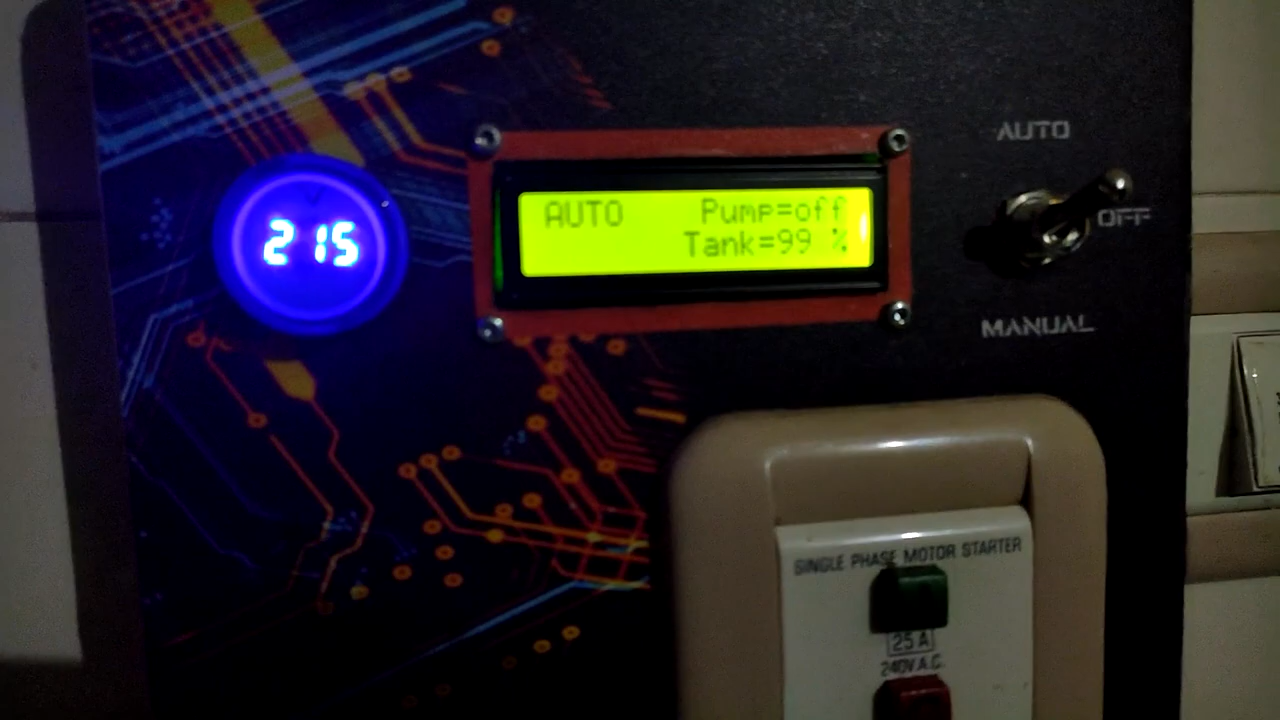 215
AUTO Pump=off
Tank=99 %
AUTO
OFF
MANUAL
SINGLE PHASE MOTOR STARTER
25 A
240V A.C.